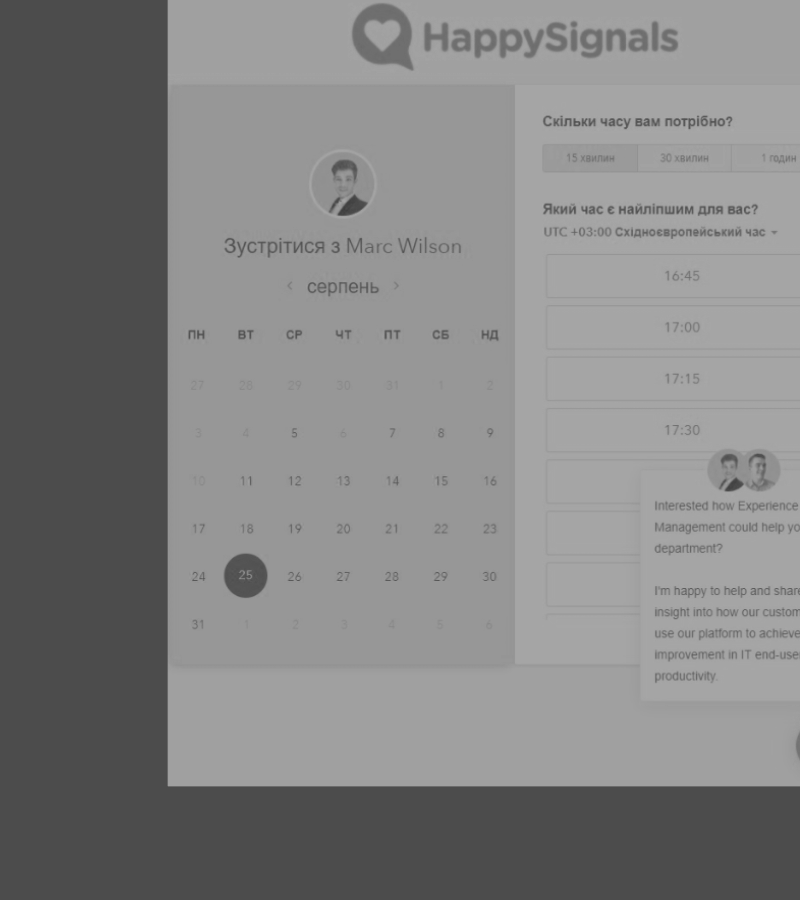 HappySignals
Зустрітися з Marc Wilson
серпень
ПН ВТ СР ЧТ ПТ СБ НД
27 28 29 30 31 1 2
3 4 5 6 7 8 9
10 11 12 13 14 15 16
17 18 19 20 21 22 23
24 25 26 27 28 29 30
31 1 2 3 4 5 6
Скільки часу вам потрібно?
15 хвилин 30 хвилин 1 годин
Який час є найліпшим для вас?
UTC +03:00 Східноєвропейський час
16:45
17:00
17:15
17:30
Interested how Experience
Management could help yo
department?
I'm happy to help and share
insight into how our custom
use our platform to achieve
improvement in IT end-use
productivity.